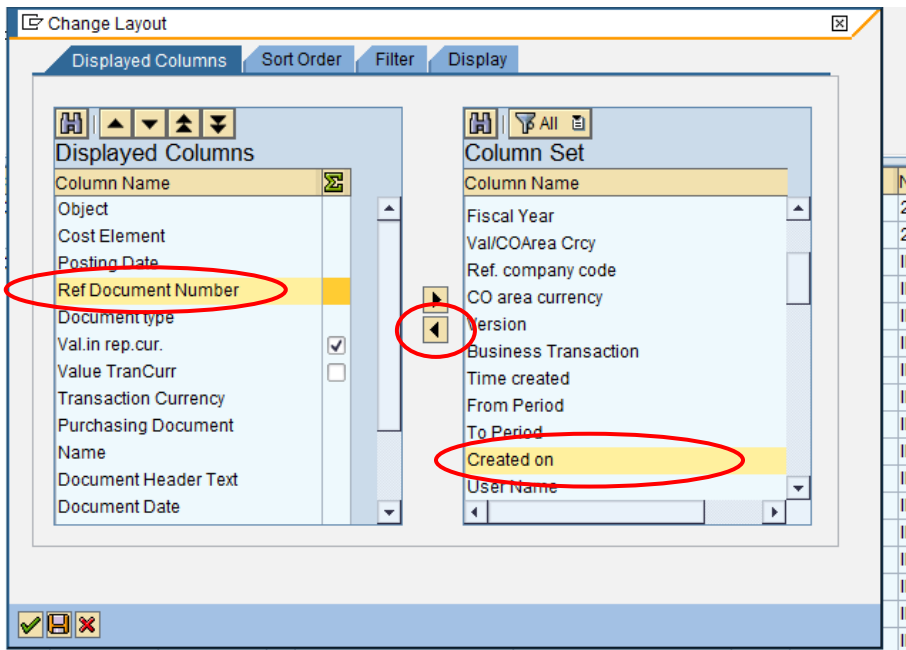 Change Layout
Displayed Columns Sort Order Filter Display
Displayed Columns
Column Name
Object
Cost Element
Posting Date
Ref Document Number
Document type
Val.in rep.cur.
Value TranCurr
Transaction Currency
Purchasing Document
Name
Document Header Text
Document Date
All
Column Set
Column Name
Fiscal Year
Val/COArea Crcy
Ref. company code
CO area currency
Version
Business Transaction
Time created
From Period
To Period
Created on
User Name